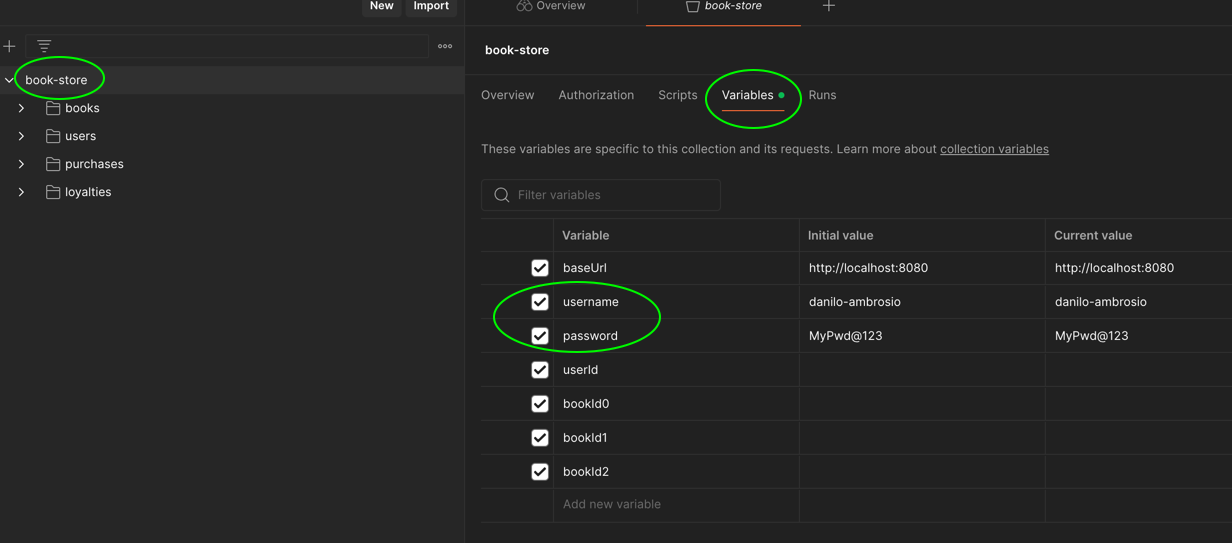 New Import
Overview book-store
book-store
book-store
books
users
purchases
loyalties
Overview Authorization Scripts Variables Runs
These variables are specific to this collection and its requests. Learn more about collection variables
Filter variables
Variable Initial value Current value
baseUrl http://localhost:8080 http://localhost:8080
username danilo-ambrosio danilo-ambrosio
password MyPwd@123 MyPwd@123
userId
bookId0
bookId1
bookId2
Add new variable